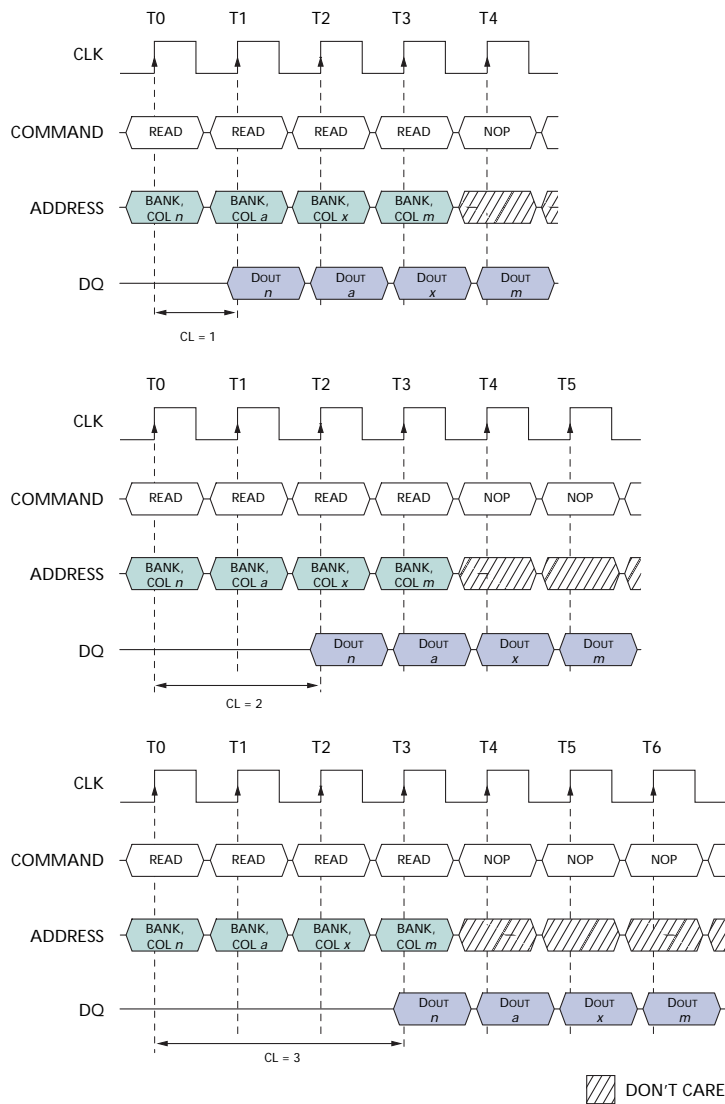 T0 T1 T2 T3 T4
CLK
COMMAND READ READ READ READ NOP
ADDRESS BANK, COL n BANK, COL a BANK, COL x BANK, COL m
DQ DOUT n DOUT a DOUT x DOUT m
CL = 1
T0 T1 T2 T3 T4 T5
CLK
COMMAND READ READ READ READ NOP NOP
ADDRESS BANK, COL n BANK, COL a BANK, COL x BANK, COL m
DQ DOUT n DOUT a DOUT x DOUT m
CL = 2
T0 T1 T2 T3 T4 T5 T6
CLK
COMMAND READ READ READ READ NOP NOP NOP
ADDRESS BANK, COL n BANK, COL a BANK, COL x BANK, COL m
DQ DOUT n DOUT a DOUT x DOUT m
CL = 3
DON'T CARE